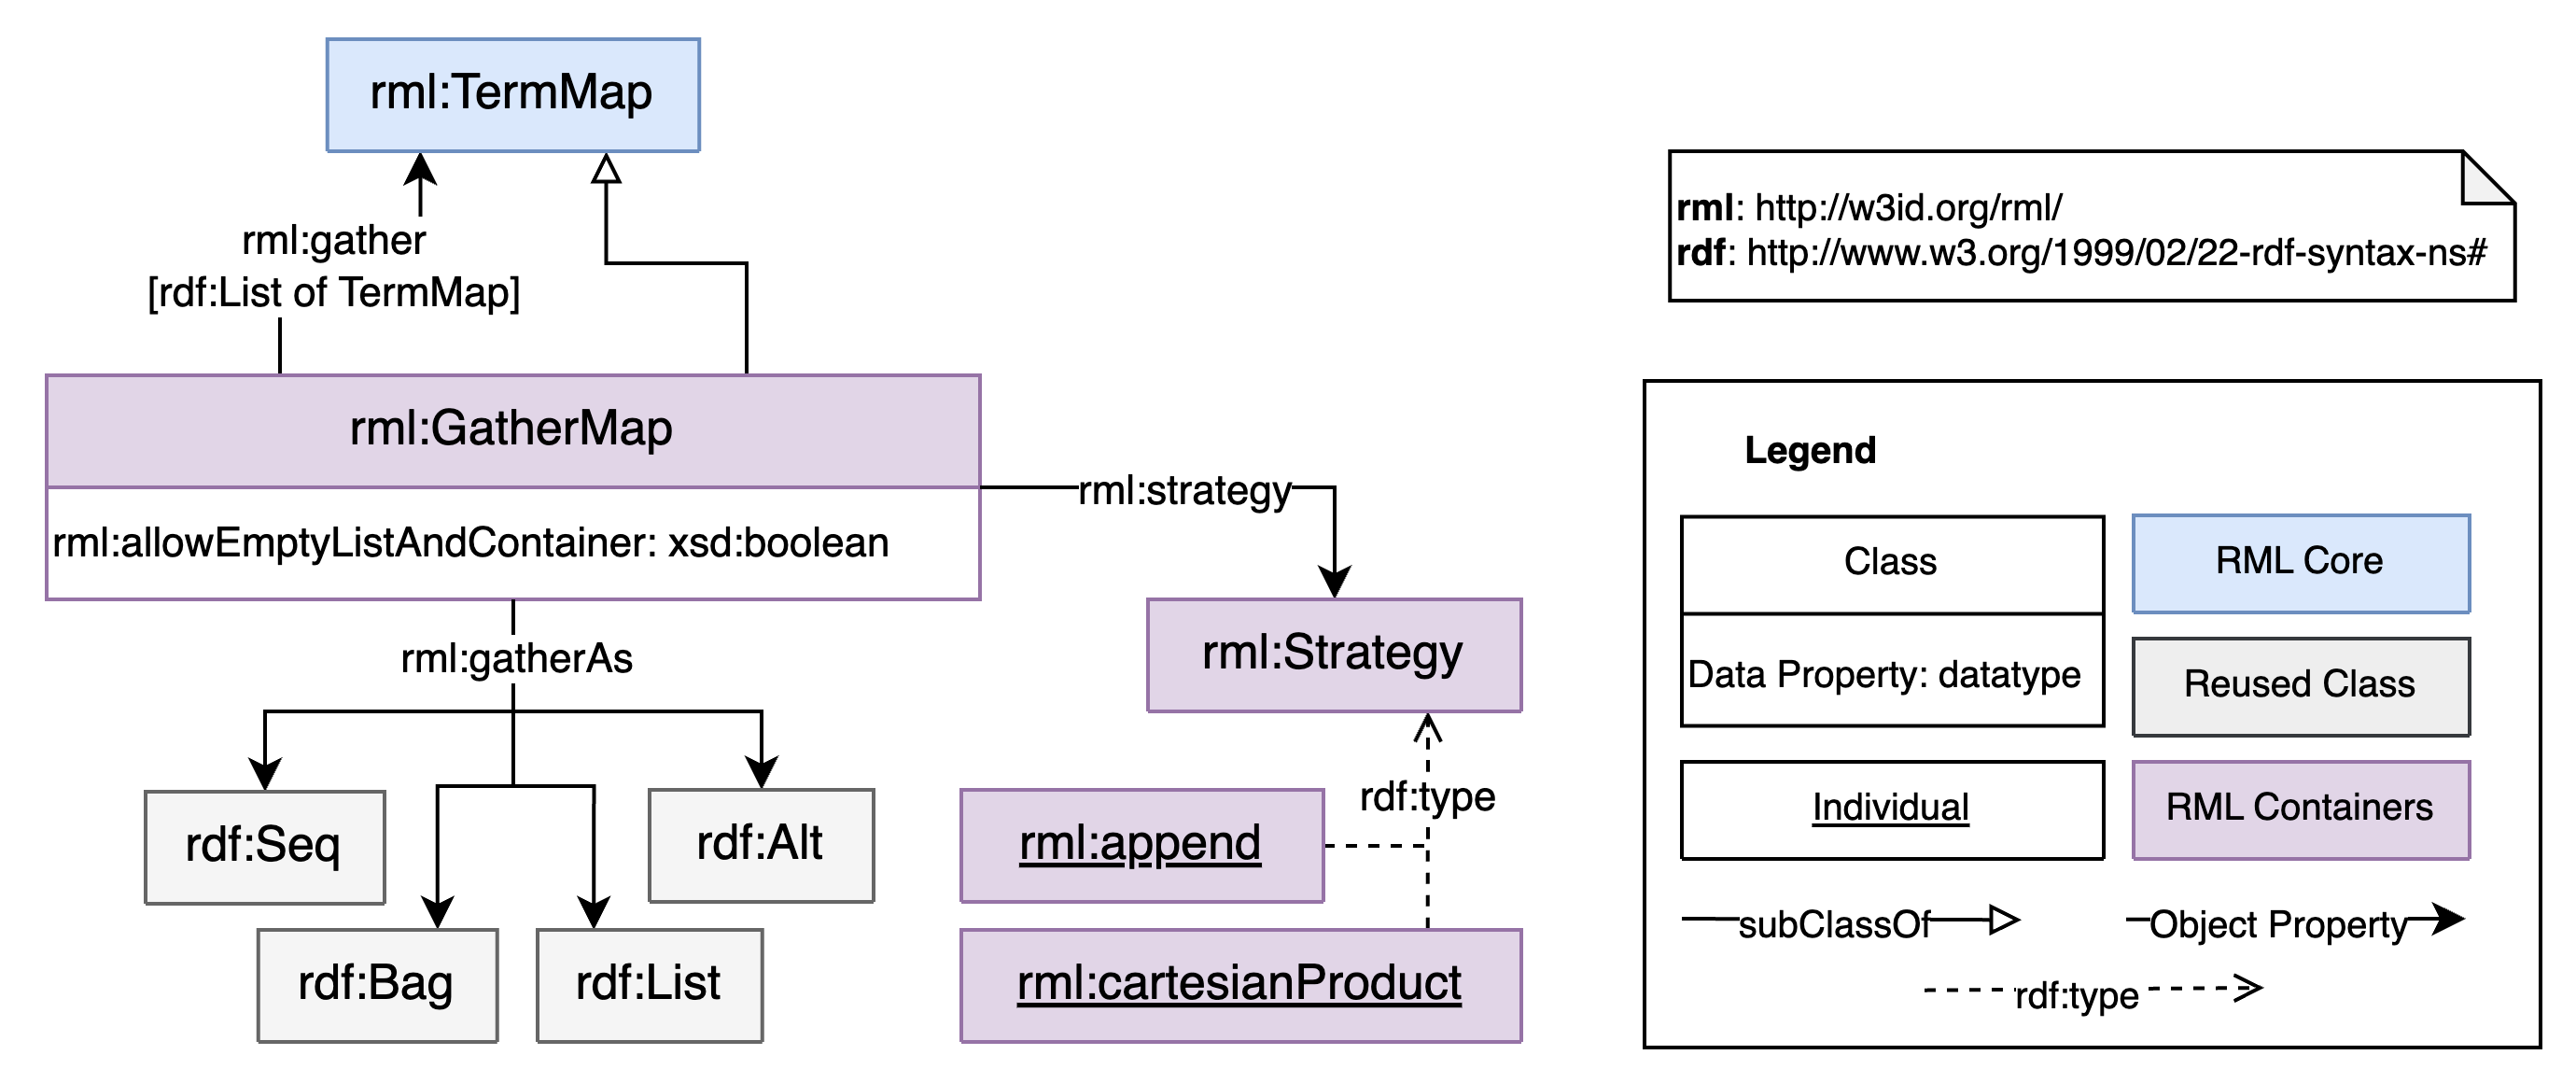 rml:TermMap
rml:gather
[rdf:List of TermMap]
rml:GatherMap
rml:allowEmptyListAndContainer: xsd:boolean
rml:strategy
rml:gatherAs
rml:Strategy
rdf:Seq
rdf:Alt
rdf:Bag
rdf:List
rdf:type
rml:append
rml:cartesianProduct
rml: http://w3id.org/rml/
rdf: http://www.w3.org/1999/02/22-rdf-syntax-ns#
Legend
Class
Data Property: datatype
Individual
RML Core
Reused Class
RML Containers
subClassOf
Object Property
rdf:type